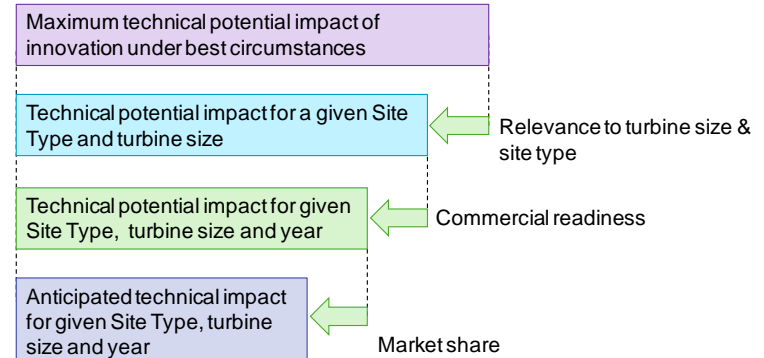 Maximum technical potential impact of
innovation under best circumstances
Technical potential impact for a given Site
Type and turbine size
Relevance to turbine size &
site type
Technical potential impact for given
Site Type, turbine size and year
Commercial readiness
Anticipated technical impact
for given Site Type, turbine
size and year
Market share